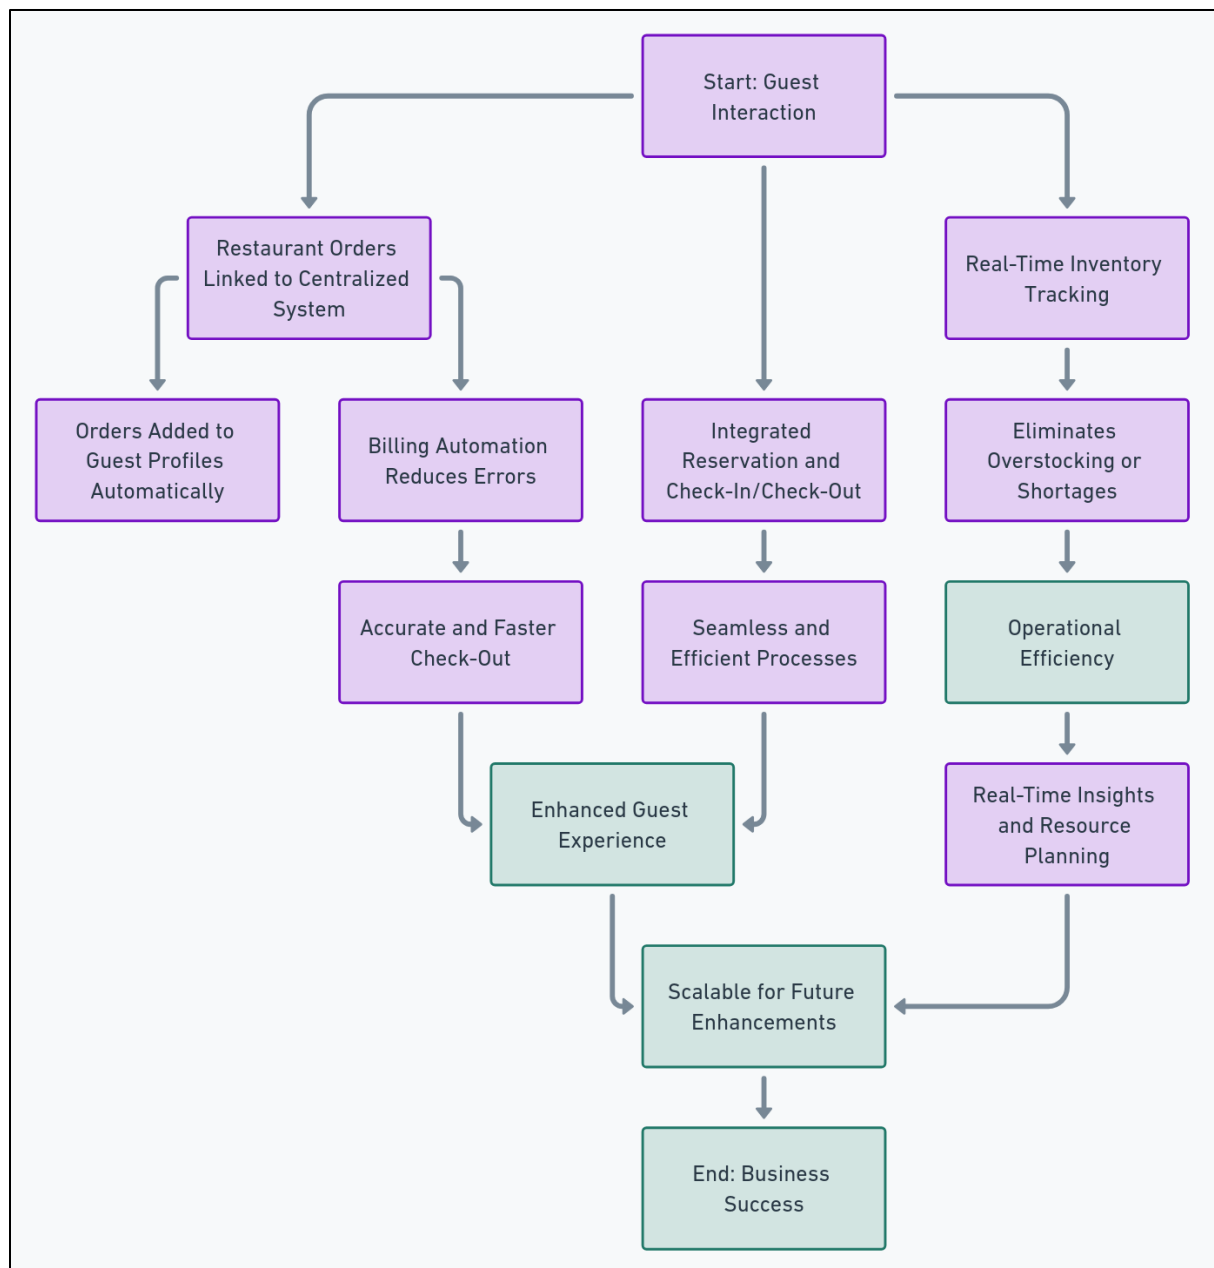 Start: Guest
Interaction
Restaurant Orders
Linked to Centralized
System
Real-Time Inventory
Tracking
Orders Added to
Guest Profiles
Automatically
Billing Automation
Reduces Errors
Integrated
Reservation and
Check-In/Check-Out
Eliminates
Overstocking or
Shortages
Accurate and Faster
Check-Out
Seamless and
Efficient Processes
Operational
Efficiency
Enhanced Guest
Experience
Real-Time Insights
and Resource
Planning
Scalable for Future
Enhancements
End: Business
Success